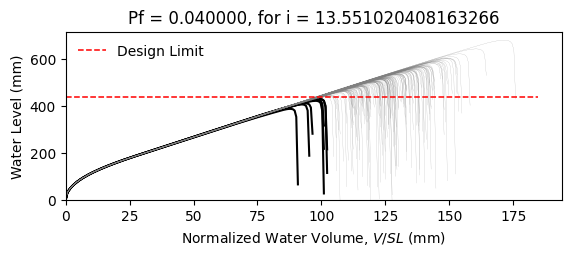 Pf = 0.040000, for i = 13.551020408163266
Design Limit
Water Level (mm)
600
400
200
0
0 25 50 75 100 125 150 175
Normalized Water Volume, V/SL (mm)